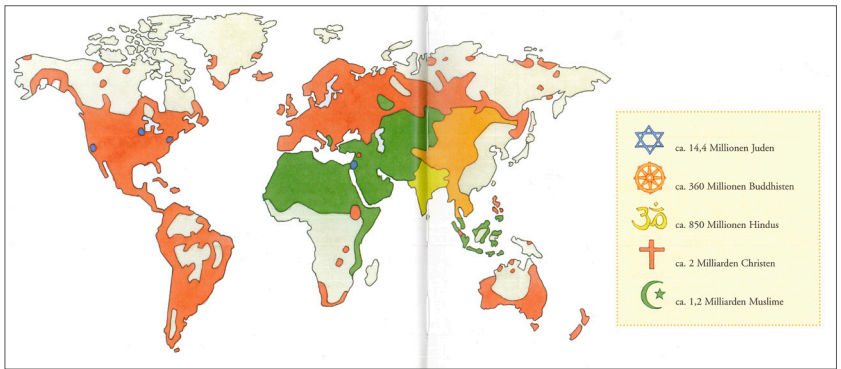 ca. 14,4 Millionen Juden
ca. 360 Millionen Buddhisten
ca. 850 Millionen Hindus
ca. 2 Milliarden Christen
ca. 1,2 Milliarden Muslime